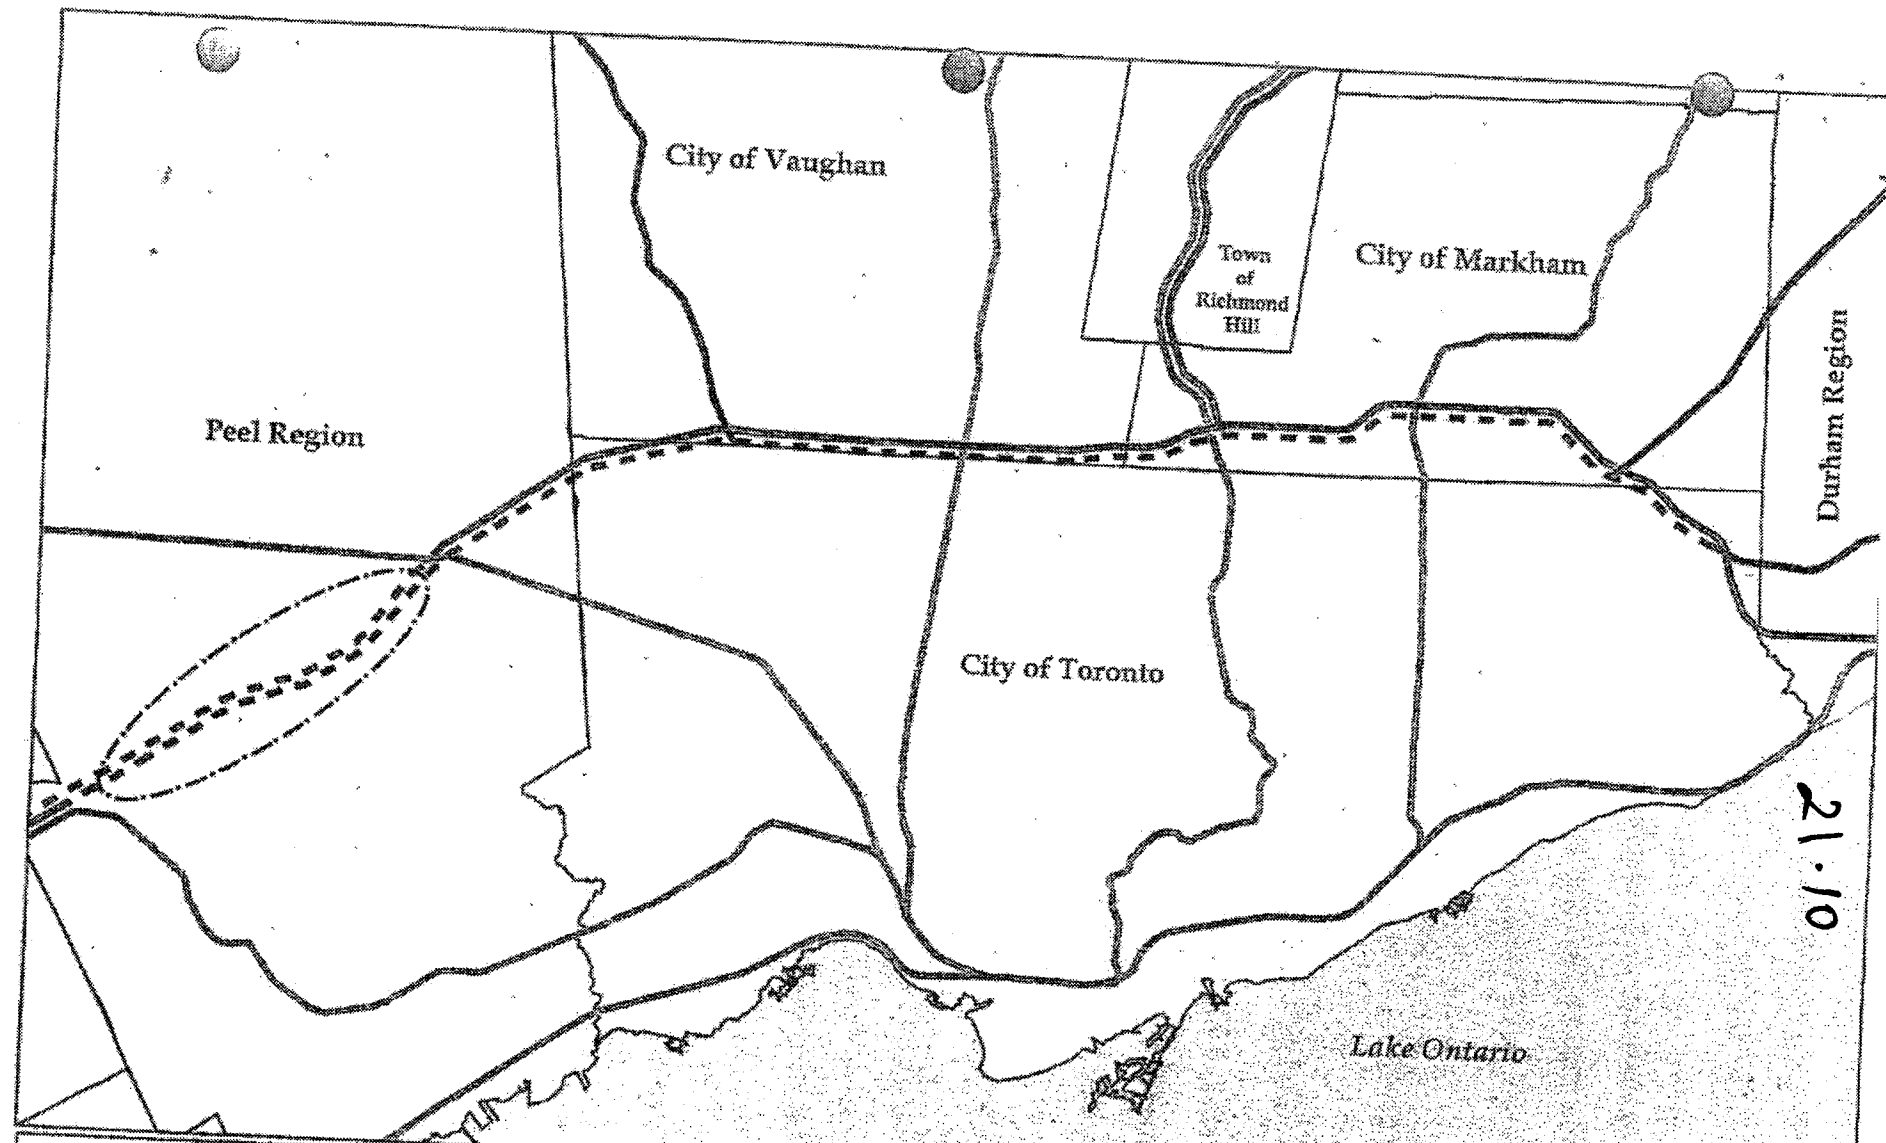 City of Vaughan
Town
of
Richmond
Hill
City of Markham
Peel Region
Durham Region
City of Toronto
21.10
Lake Ontario